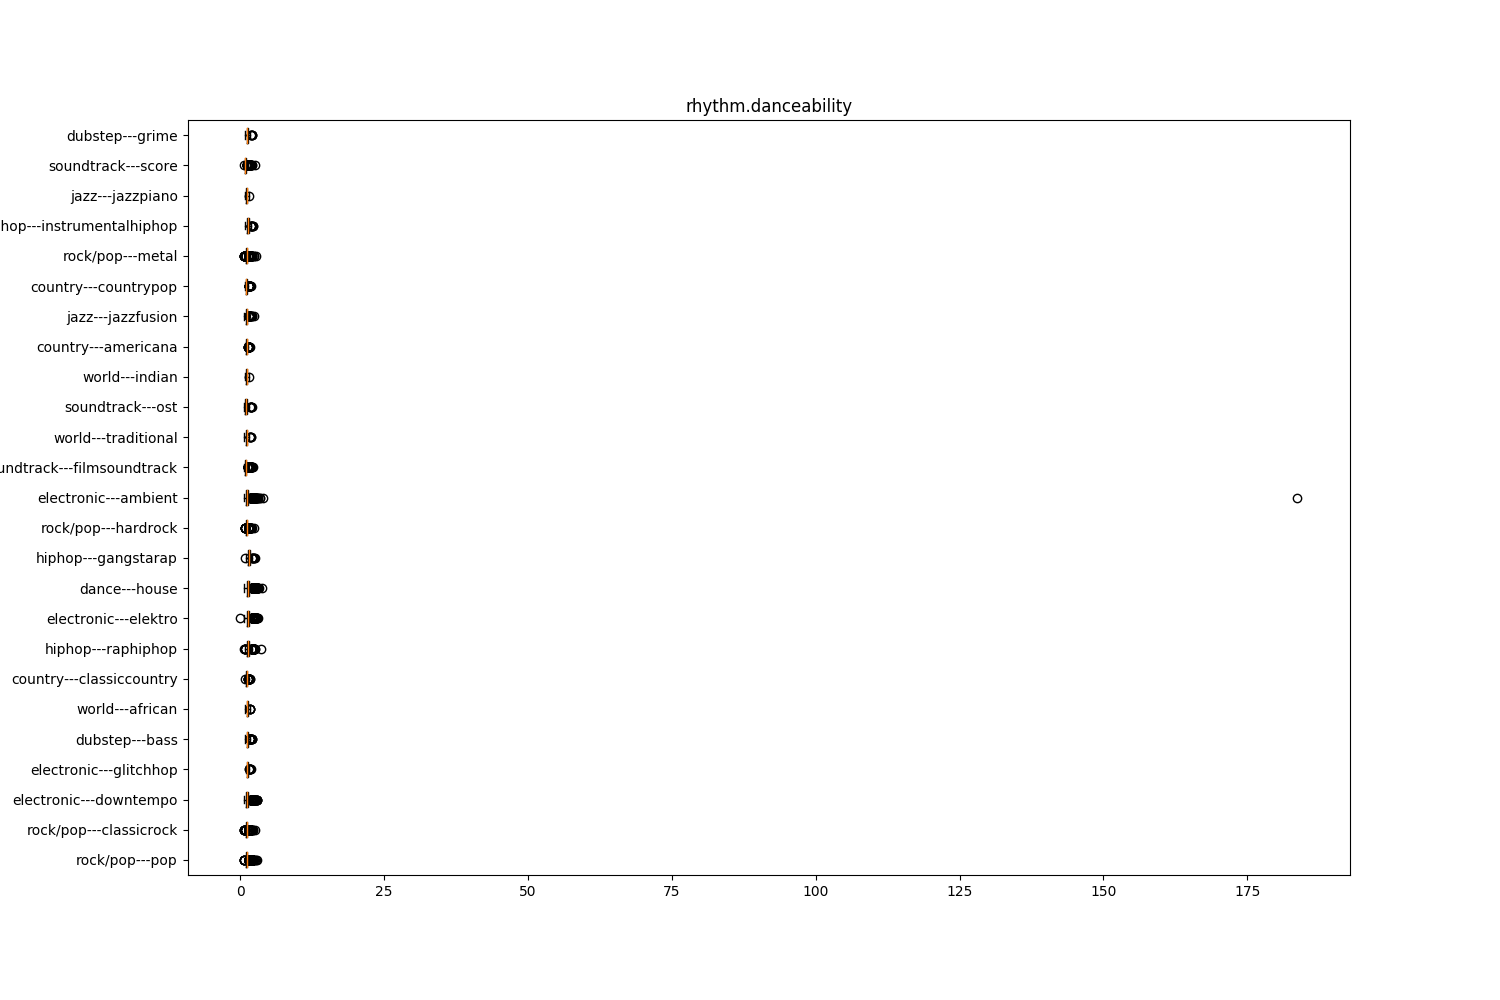 rhythm.danceability
dubstep---grime
soundtrack---score
jazz---jazzpiano
hop---instrumentalhiphop
rock/pop---metal
country---countrypop
jazz---jazzfusion
country---americana
world---indian
soundtrack---ost
world---traditional
undtrack---filmsoundtrack
electronic---ambient
rock/pop---hardrock
hiphop---gangstarap
dance---house
electronic---elektro
hiphop---raphiphop
country---classiccountry
world---african
dubstep---bass
electronic---glitchhop
electronic---downtempo
rock/pop---classicrock
rock/pop---pop
0 25 50 75 100 125 150 175